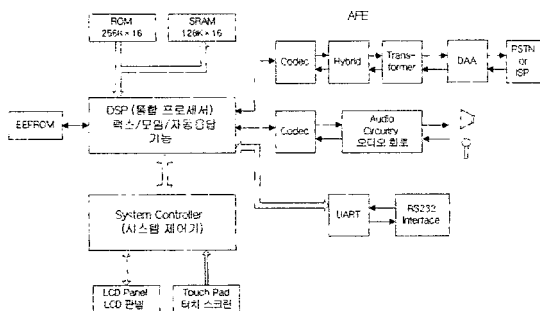 ROM
256K×16
SRAM
128K×16
AFE
Codec
Hybrid
Trans-
former
DAA
PSTN
or
ISP
EEPROM
DSP (통합 프로세서)
팩스/모뎀/자동응답
기능
Codec
Audio
Circuitry
오디오 회로
System Controller
(시스템 제어기)
UART
RS232
Interface
LCD Panel
LCD 판넬
Touch Pad
터치 스크린